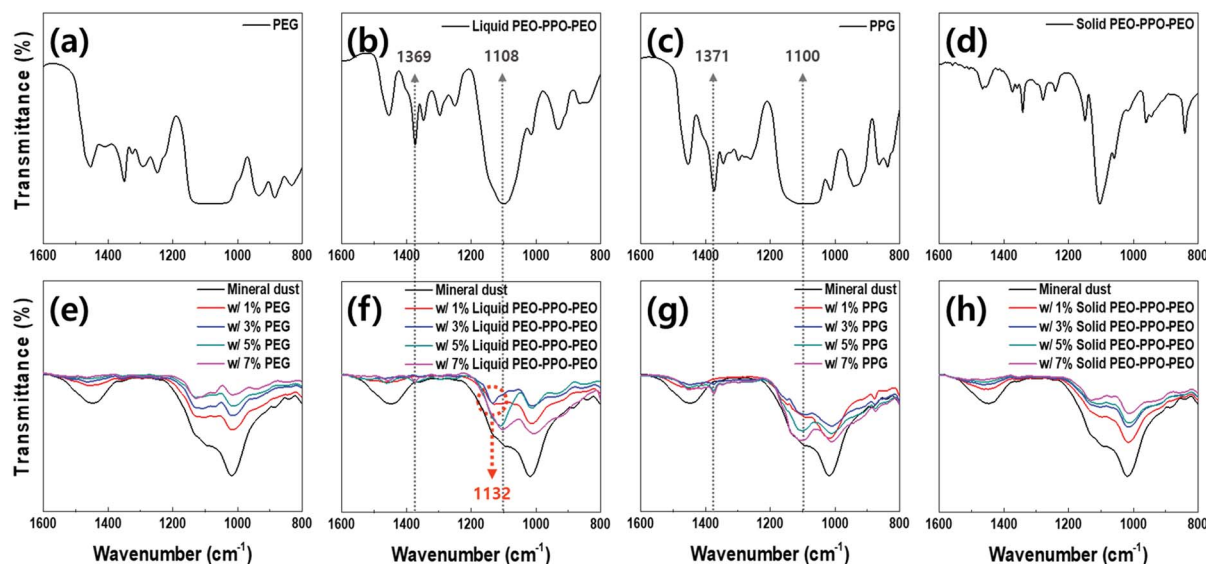 Transmittance (%)
(a)
PEG
1600 1400 1200 1000 800
(b)
Liquid PEO-PPO-PEO
1369
1108
1600 1400 1200 1000 800
(c)
PPG
1371
1100
1600 1400 1200 1000 800
(d)
Solid PEO-PPO-PEO
1600 1400 1200 1000 800
Transmittance (%)
(e)
Mineral dust
w/ 1% PEG
w/ 3% PEG
w/ 5% PEG
w/ 7% PEG
1600 1400 1200 1000 800
Wavenumber (cm-1)
(f)
Mineral dust
w/ 1% Liquid PEO-PPO-PEO
w/ 3% Liquid PEO-PPO-PEO
w/ 5% Liquid PEO-PPO-PEO
w/ 7% Liquid PEO-PPO-PEO
1132
1600 1400 1200 1000 800
Wavenumber (cm-1)
(g)
Mineral dust
w/ 1% PPG
w/ 3% PPG
w/ 5% PPG
w/ 7% PPG
1600 1400 1200 1000 800
Wavenumber (cm-1)
(h)
Mineral dust
w/ 1% Solid PEO-PPO-PEO
w/ 3% Solid PEO-PPO-PEO
w/ 5% Solid PEO-PPO-PEO
w/ 7% Solid PEO-PPO-PEO
1600 1400 1200 1000 800
Wavenumber (cm-1)